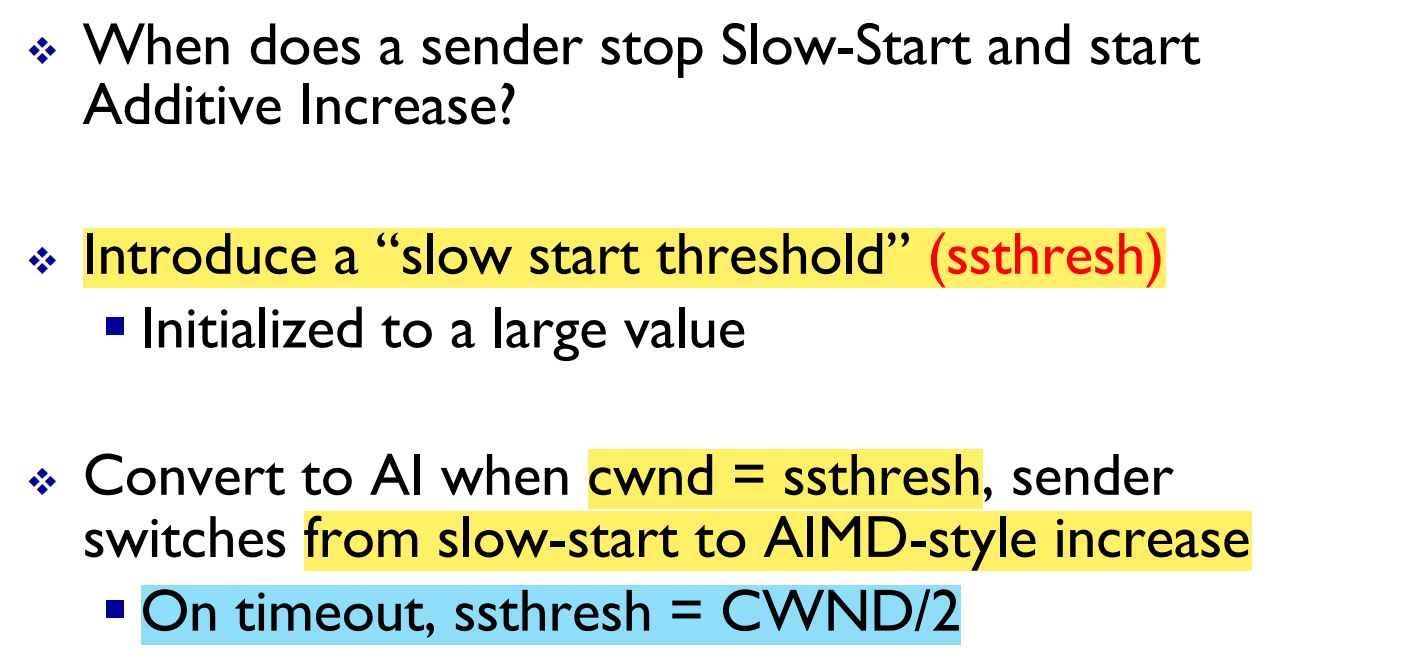 When does a sender stop Slow-Start and start
Additive Increase?
Introduce a “slow start threshold” (ssthresh)
Initialized to a large value
Convert to AI when cwnd = ssthresh, sender
switches from slow-start to AIMD-style increase
On timeout, ssthresh = CWND/2